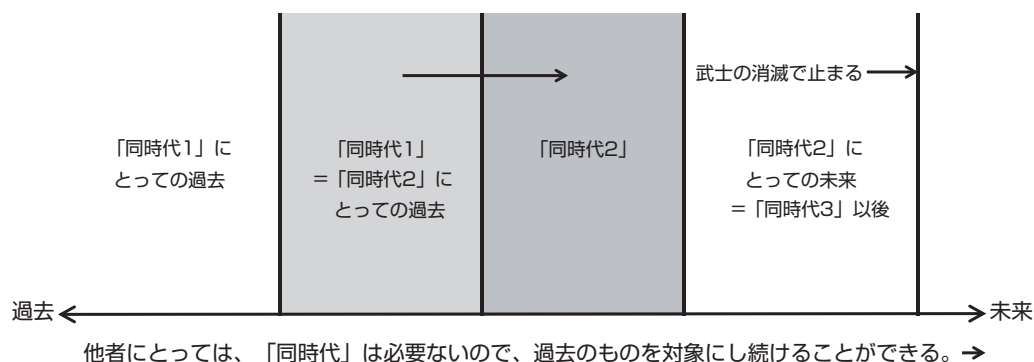 武士の消滅で止まる
「同時代1」に
とっての過去
「同時代1」
＝「同時代2」に
とっての過去
「同時代2」
「同時代2」に
とっての未来
＝「同時代3」以後
過去
未来
他者にとっては、「同時代」は必要ないので、過去のものを対象にし続けることができる。→